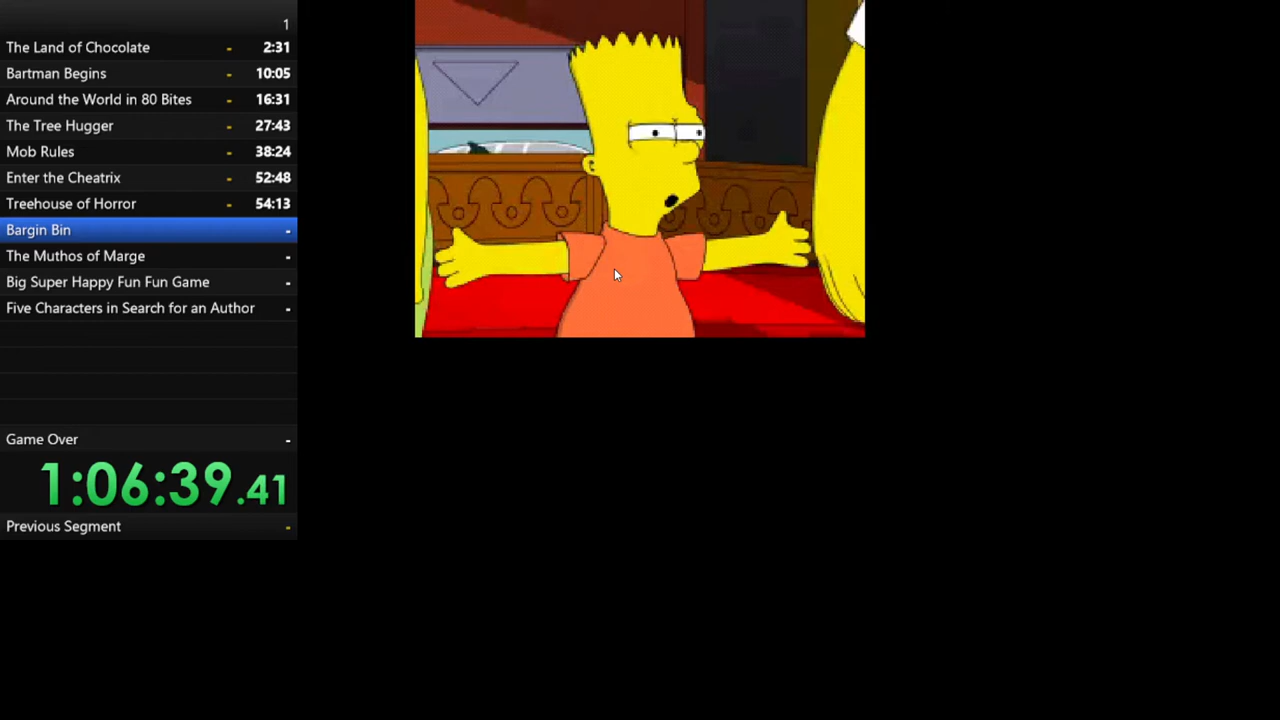 1
The Land of Chocolate - 2:31
Bartman Begins - 10:05
Around the World in 80 Bites - 16:31
The Tree Hugger - 27:43
Mob Rules - 38:24
Enter the Cheatrix - 52:48
Treehouse of Horror - 54:13
Bargin Bin -
The Muthos of Marge -
Big Super Happy Fun Fun Game -
Five Characters in Search for an Author -
Game Over -
1:06:39.41
Previous Segment -